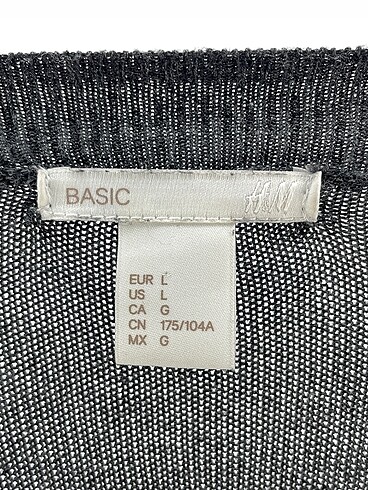 BASIC H&M
EUR L
US L
CA G
CN 175/104A
MX G